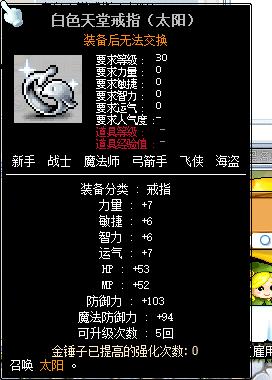 白色天堂戒指（太阳）
装备后无法交换
要求等级： 30
要求力量： 0
要求敏捷： 0
要求智力： 0
要求运气： 0
要求人气度：-
道具等级： -
道具经验值：-
新手 战士 魔法师 弓箭手 飞侠 海盗
装备分类 : 戒指
力量 : +7
敏捷 : +6
智力 : +6
运气 : +7
HP : +53
MP : +52
防御力 : +103
魔法防御力 : +94
可升级次数 : 5回
金锤子已提高的强化次数: 0
召唤 太阳 。
雇用